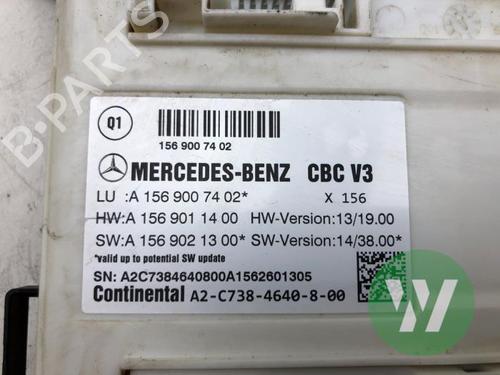 B-PARTS
Q1
156 900 74 02
MERCEDES-BENZ CBC V3
LU :A 156 900 74 02* X 156
HW:A 156 901 14 00 HW-Version:13/19.00
SW:A 156 902 13 00* SW-Version:14/38.00*
*valid up to potential SW update
SN: A2C7384640800A1562601305
Continental A2-C738-4640-8-00
W